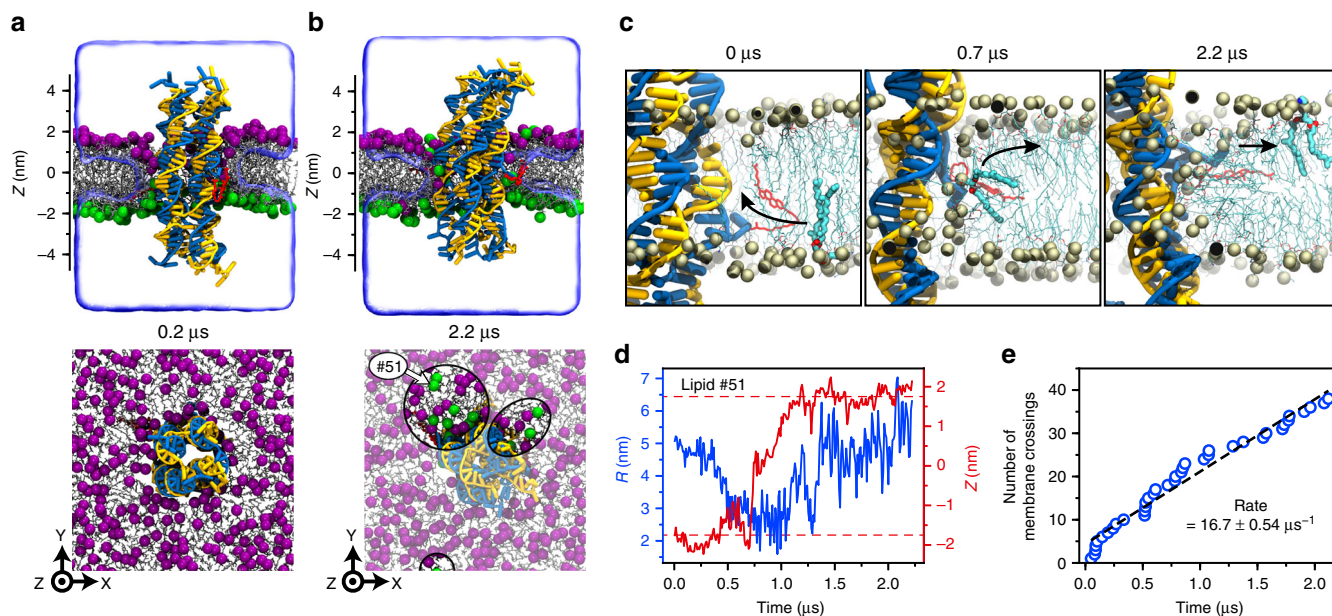 a
b
c
4
2
0
−2
−4
Z (nm)
4
2
0
−2
−4
Z (nm)
0 μs
0.7 μs
2.2 μs
0.2 μs
2.2 μs
#51
Y
Z
X
Y
Z
X
d
Lipid #51
7
6
5
4
3
2
R (nm)
2
1
0
−1
−2
Z (nm)
0.0
0.5
1.0
1.5
2.0
Time (μs)
e
40
30
20
10
0
Number of
membrane crossings
Rate
= 16.7 ± 0.54 μs⁻¹
0.0
0.5
1.0
1.5
2.0
Time (μs)